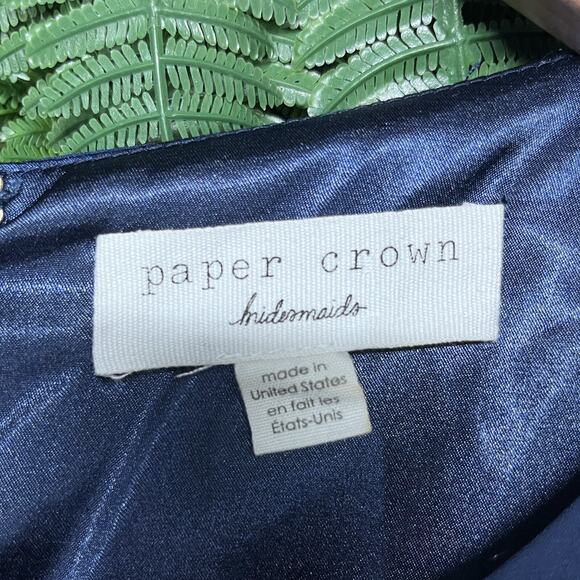 paper crown
bridesmaids
made in
United States
en fait les
États-Unis